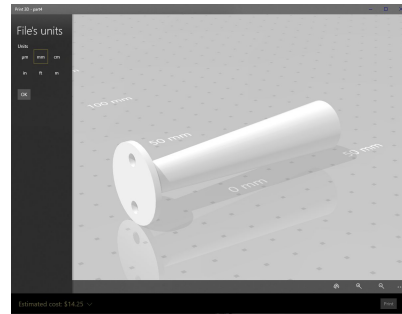 Print 3D - part4
File's units
Units
µm mm cm
in ft m
OK
100 mm
50 mm
50 mm
0 mm
Estimated cost: $14.25
Print